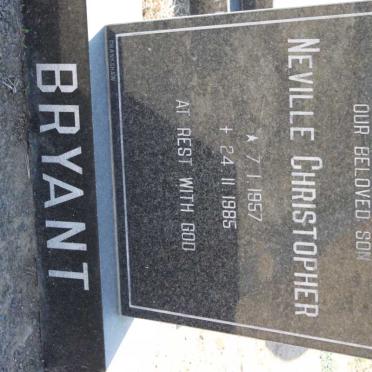 OUR BELOVED SON
NEVILLE CHRISTOPHER
★ 7.1.1957
✝ 24.11.1985
AT REST WITH GOD
BRYANT